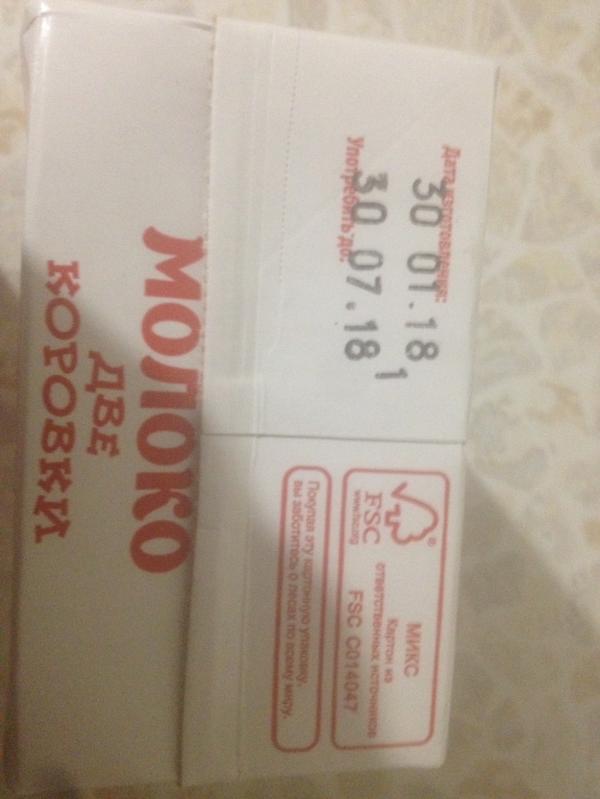 Дата изготовления:
30 01.18
1
Употребить до:
30 07.18
МИКС
Картон из
ответственных источников
FSC C014047
®
FSC
www.fsc.org
Покупая эту картонную упаковку,
вы заботитесь о лесах по всему миру.
МОЛОКО
ДВЕ
КОРОВКИ